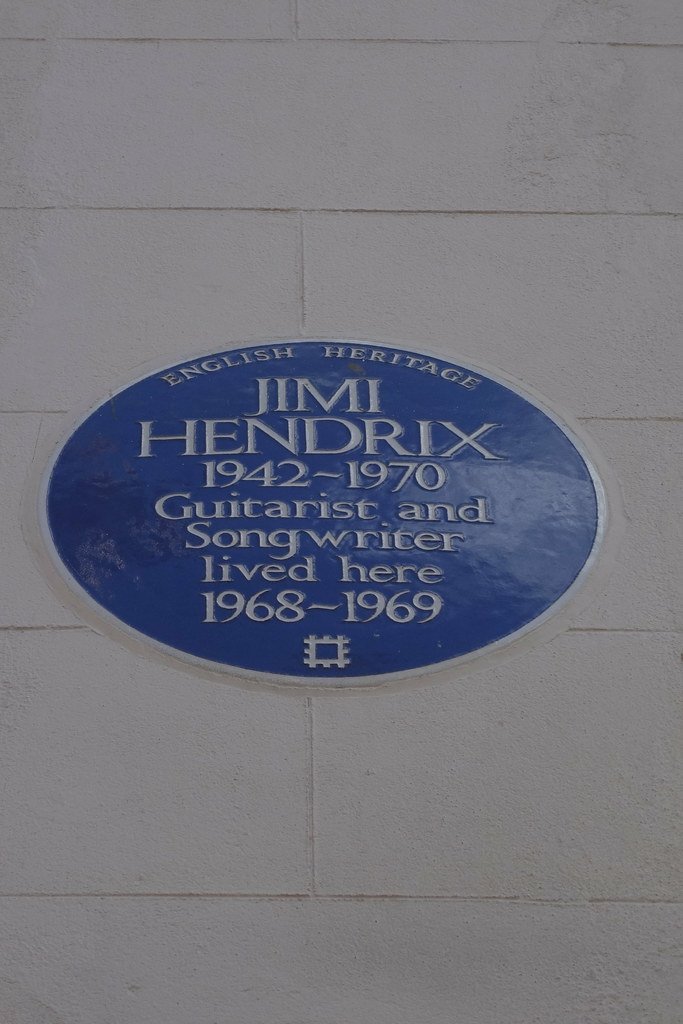 ENGLISH HERITAGE
JIMI
HENDRIX
1942~1970
Guitarist and
Songwriter
lived here
1968~1969